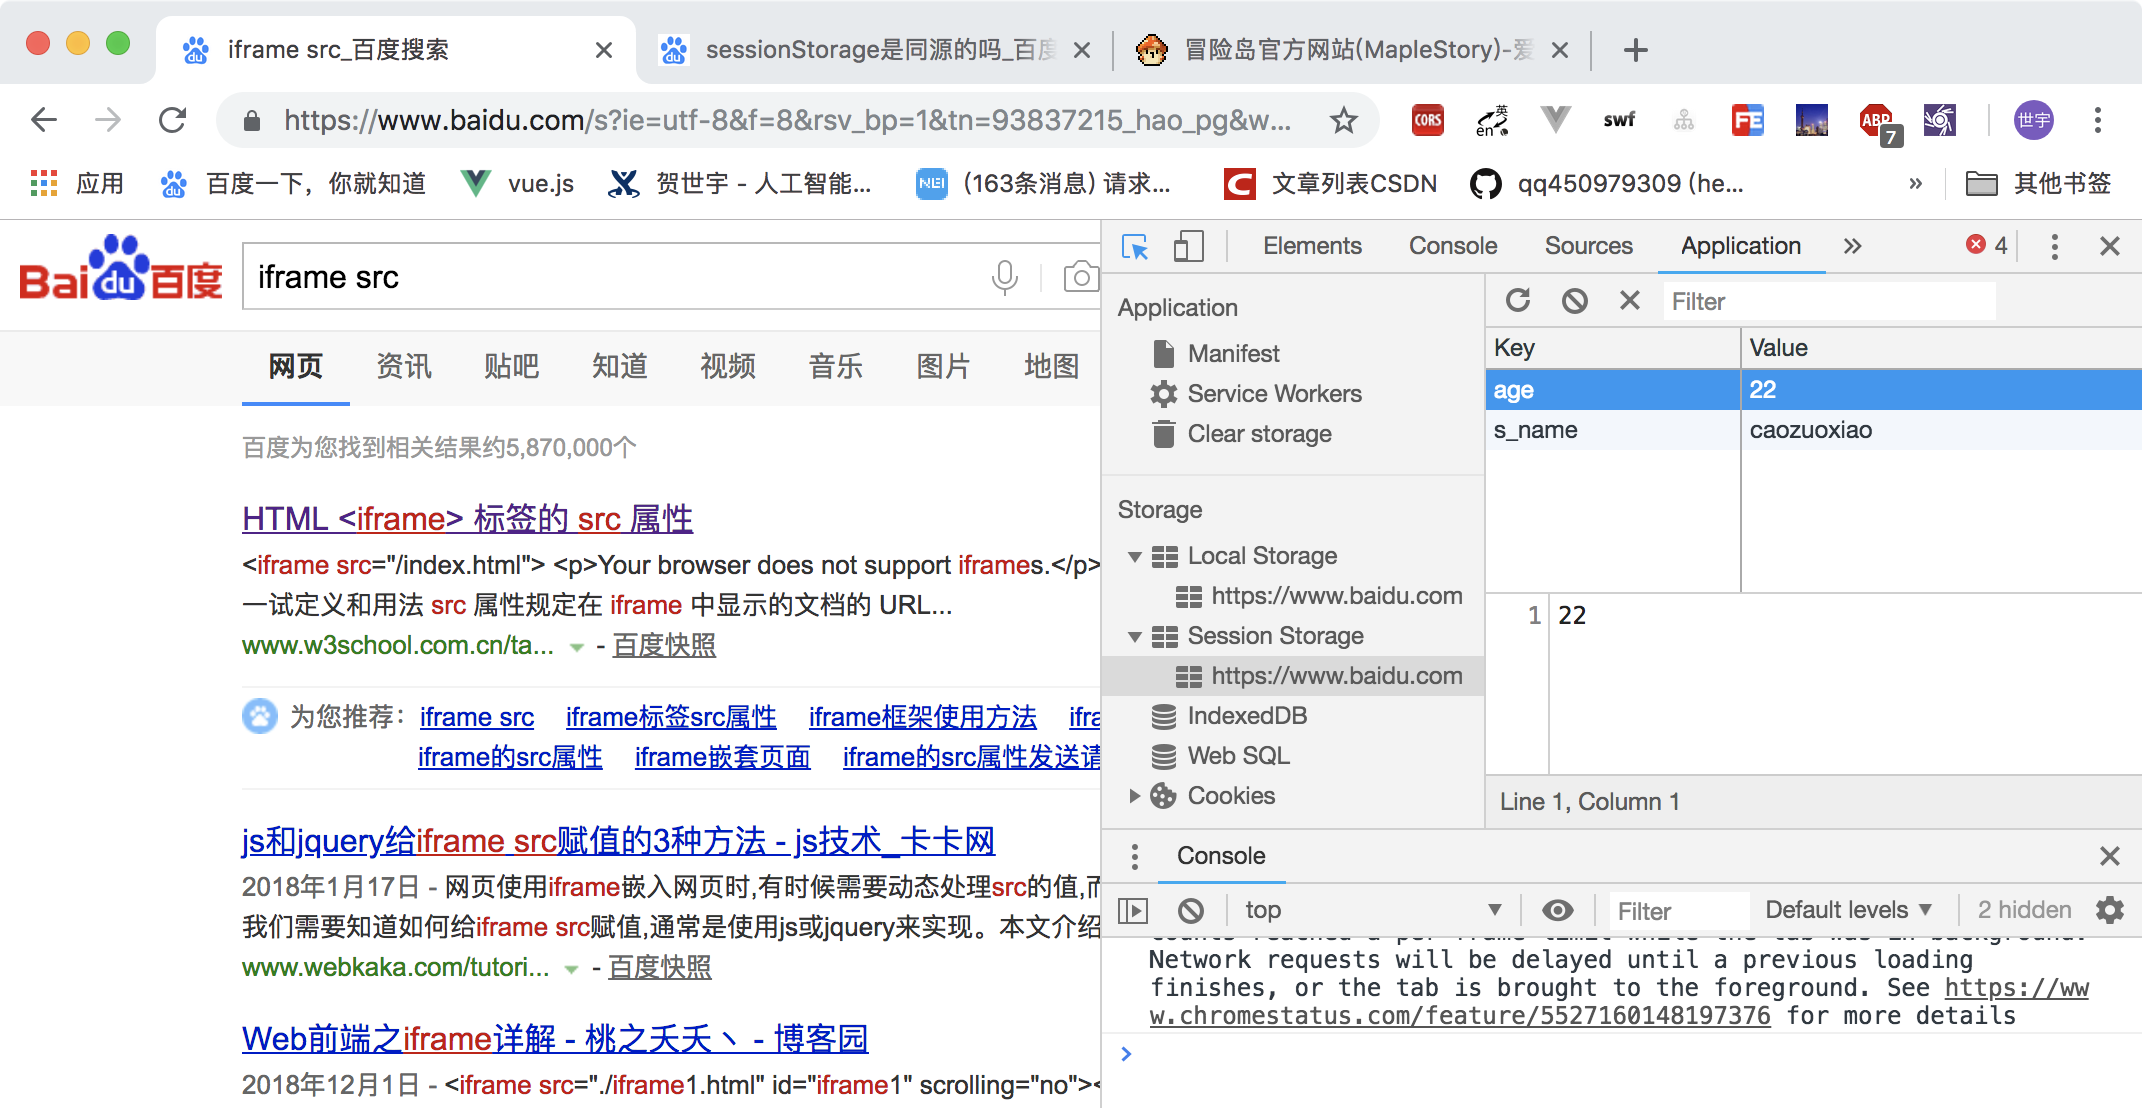 iframe src_百度搜索
sessionStorage是同源的吗_百度
冒险岛官方网站(MapleStory)-爱
https://www.baidu.com/s?ie=utf-8&f=8&rsv_bp=1&tn=93837215_hao_pg&w...
CORS
英
en
swf
FE
ABP
7
世宇
应用
百度一下，你就知道
vue.js
贺世宇 - 人工智能...
NEI
(163条消息) 请求...
C
文章列表CSDN
qq450979309 (he...
»
其他书签
Bai du 百度
iframe src
网页 资讯 贴吧 知道 视频 音乐 图片 地图
百度为您找到相关结果约5,870,000个
HTML <iframe> 标签的 src 属性
<iframe src="/index.html"> <p>Your browser does not support iframes.</p>
一试定义和用法 src 属性规定在 iframe 中显示的文档的 URL...
www.w3school.com.cn/ta... - 百度快照
为您推荐： iframe src iframe标签src属性 iframe框架使用方法 ifra
iframe的src属性 iframe嵌套页面 iframe的src属性发送请
js和jquery给iframe src赋值的3种方法 - js技术_卡卡网
2018年1月17日 - 网页使用iframe嵌入网页时,有时候需要动态处理src的值,而
我们需要知道如何给iframe src赋值,通常是使用js或jquery来实现。本文介绍
www.webkaka.com/tutori... - 百度快照
Web前端之iframe详解 - 桃之夭夭丶 - 博客园
2018年12月1日 - <iframe src="./iframe1.html" id="iframe1" scrolling="no"><
Elements Console Sources Application » 4
Application
Manifest
Service Workers
Clear storage
Storage
Local Storage
https://www.baidu.com
Session Storage
https://www.baidu.com
IndexedDB
Web SQL
Cookies
Filter
Key Value
age 22
s_name caozuoxiao
1 22
Line 1, Column 1
Console
top Filter Default levels 2 hidden
counts reached a per-frame limit while the tab was in background.
Network requests will be delayed until a previous loading
finishes, or the tab is brought to the foreground. See https://ww
w.chromestatus.com/feature/5527160148197376 for more details